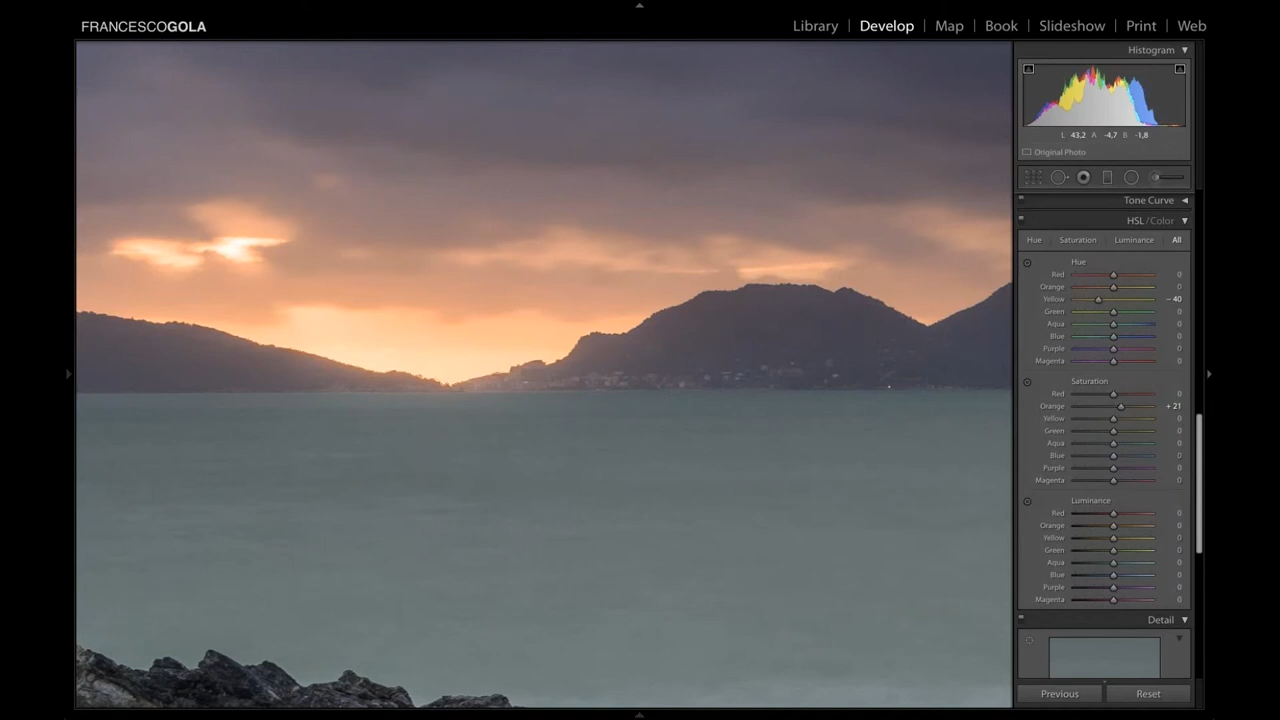 FRANCESCOGOLA
Library | Develop | Map | Book | Slideshow | Print | Web
Histogram
L 43,2 A -4,7 B -1,8
Original Photo
Tone Curve
HSL / Color
Hue Saturation Luminance All
Hue
Red 0
Orange 0
Yellow - 40
Green 0
Aqua 0
Blue 0
Purple 0
Magenta 0
Saturation
Red 0
Orange + 21
Yellow 0
Green 0
Aqua 0
Blue 0
Purple 0
Magenta 0
Luminance
Red 0
Orange 0
Yellow 0
Green 0
Aqua 0
Blue 0
Purple 0
Magenta 0
Detail
Previous Reset